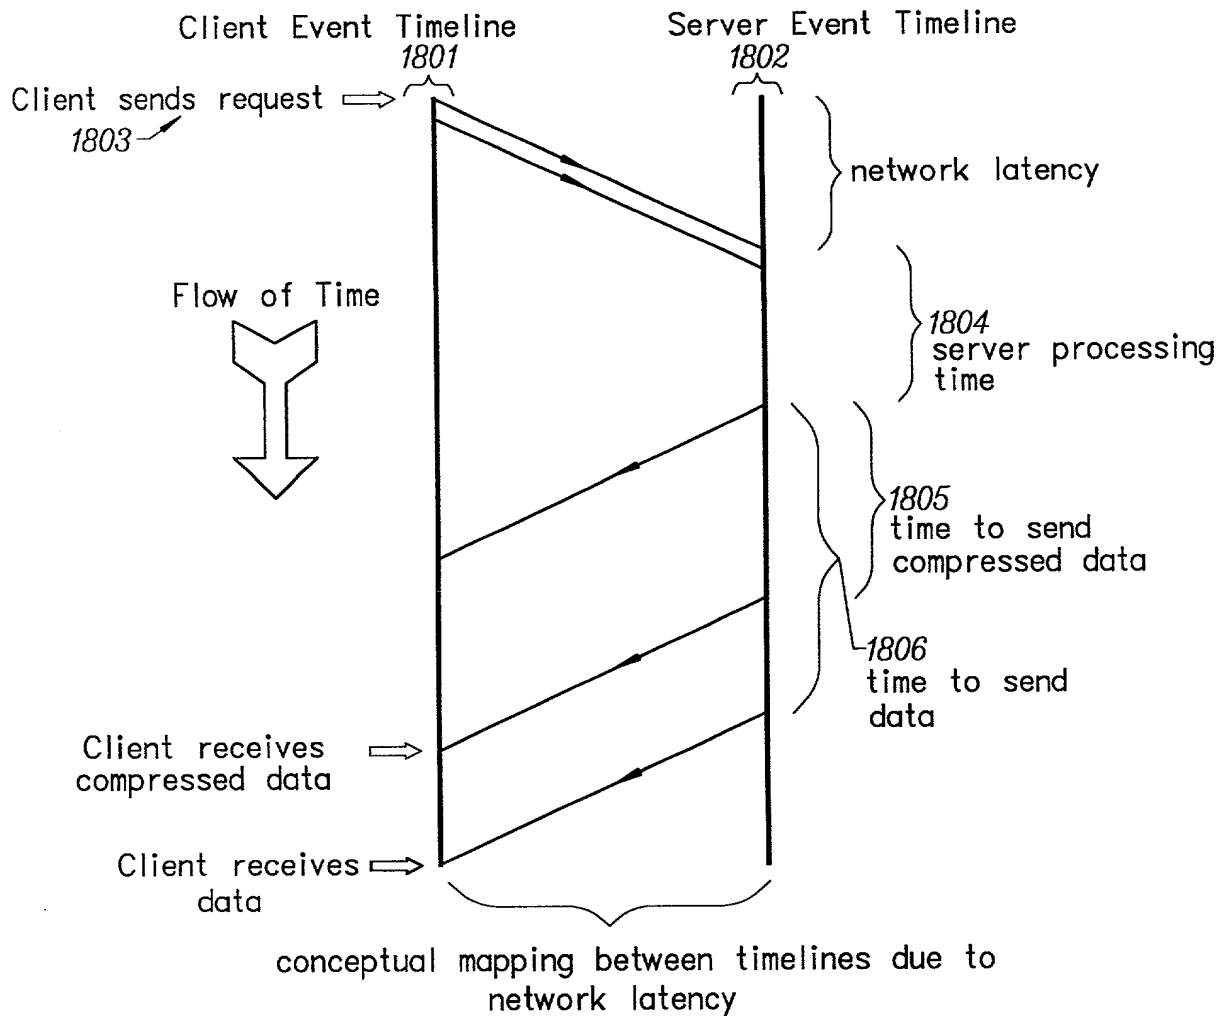 Client Event Timeline
1801
Server Event Timeline
1802
Client sends request
1803
network latency
Flow of Time
1804
server processing
time
1805
time to send
compressed data
1806
time to send
data
Client receives
compressed data
Client receives
data
conceptual mapping between timelines due to
network latency